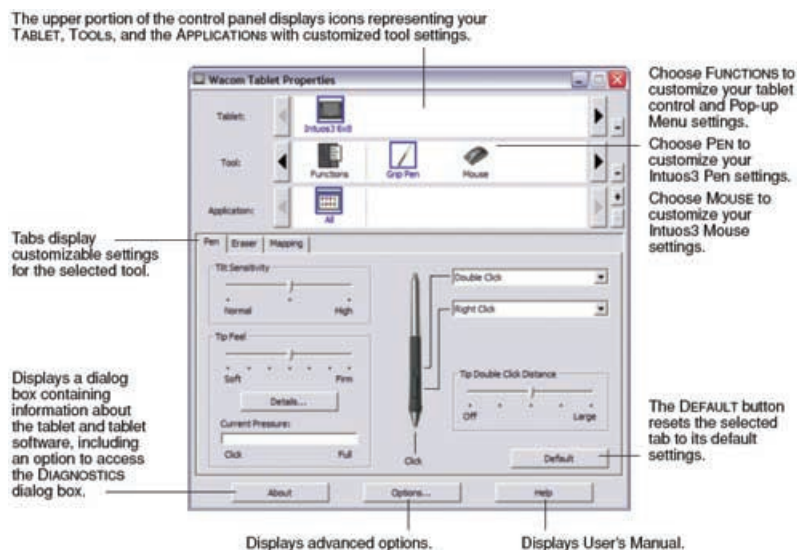 The upper portion of the control panel displays icons representing your
TABLET, TOOLS, and the APPLICATIONS with customized tool settings.
Wacom Tablet Properties
Tablet:
Intuos3 6x8
Tool:
Functions
Grip Pen
Mouse
Application:
All
Choose FUNCTIONS to
customize your tablet
control and Pop-up
Menu settings.
Choose PEN to
customize your
Intuos3 Pen settings.
Choose MOUSE to
customize your
Intuos3 Mouse
settings.
Tabs display
customizable settings
for the selected tool.
Pen
Eraser
Mapping
Tilt Sensitivity
Normal
High
Double Click
Right Click
Tip Feel
Soft
Firm
Details...
Current Pressure:
Click
Full
Click
Tip Double Click Distance
Off
Large
Default
Displays a dialog
box containing
information about
the tablet and tablet
software, including
an option to access
the DIAGNOSTICS
dialog box.
The DEFAULT button
resets the selected
tab to its default
settings.
About
Options...
Help
Displays advanced options.
Displays User's Manual.